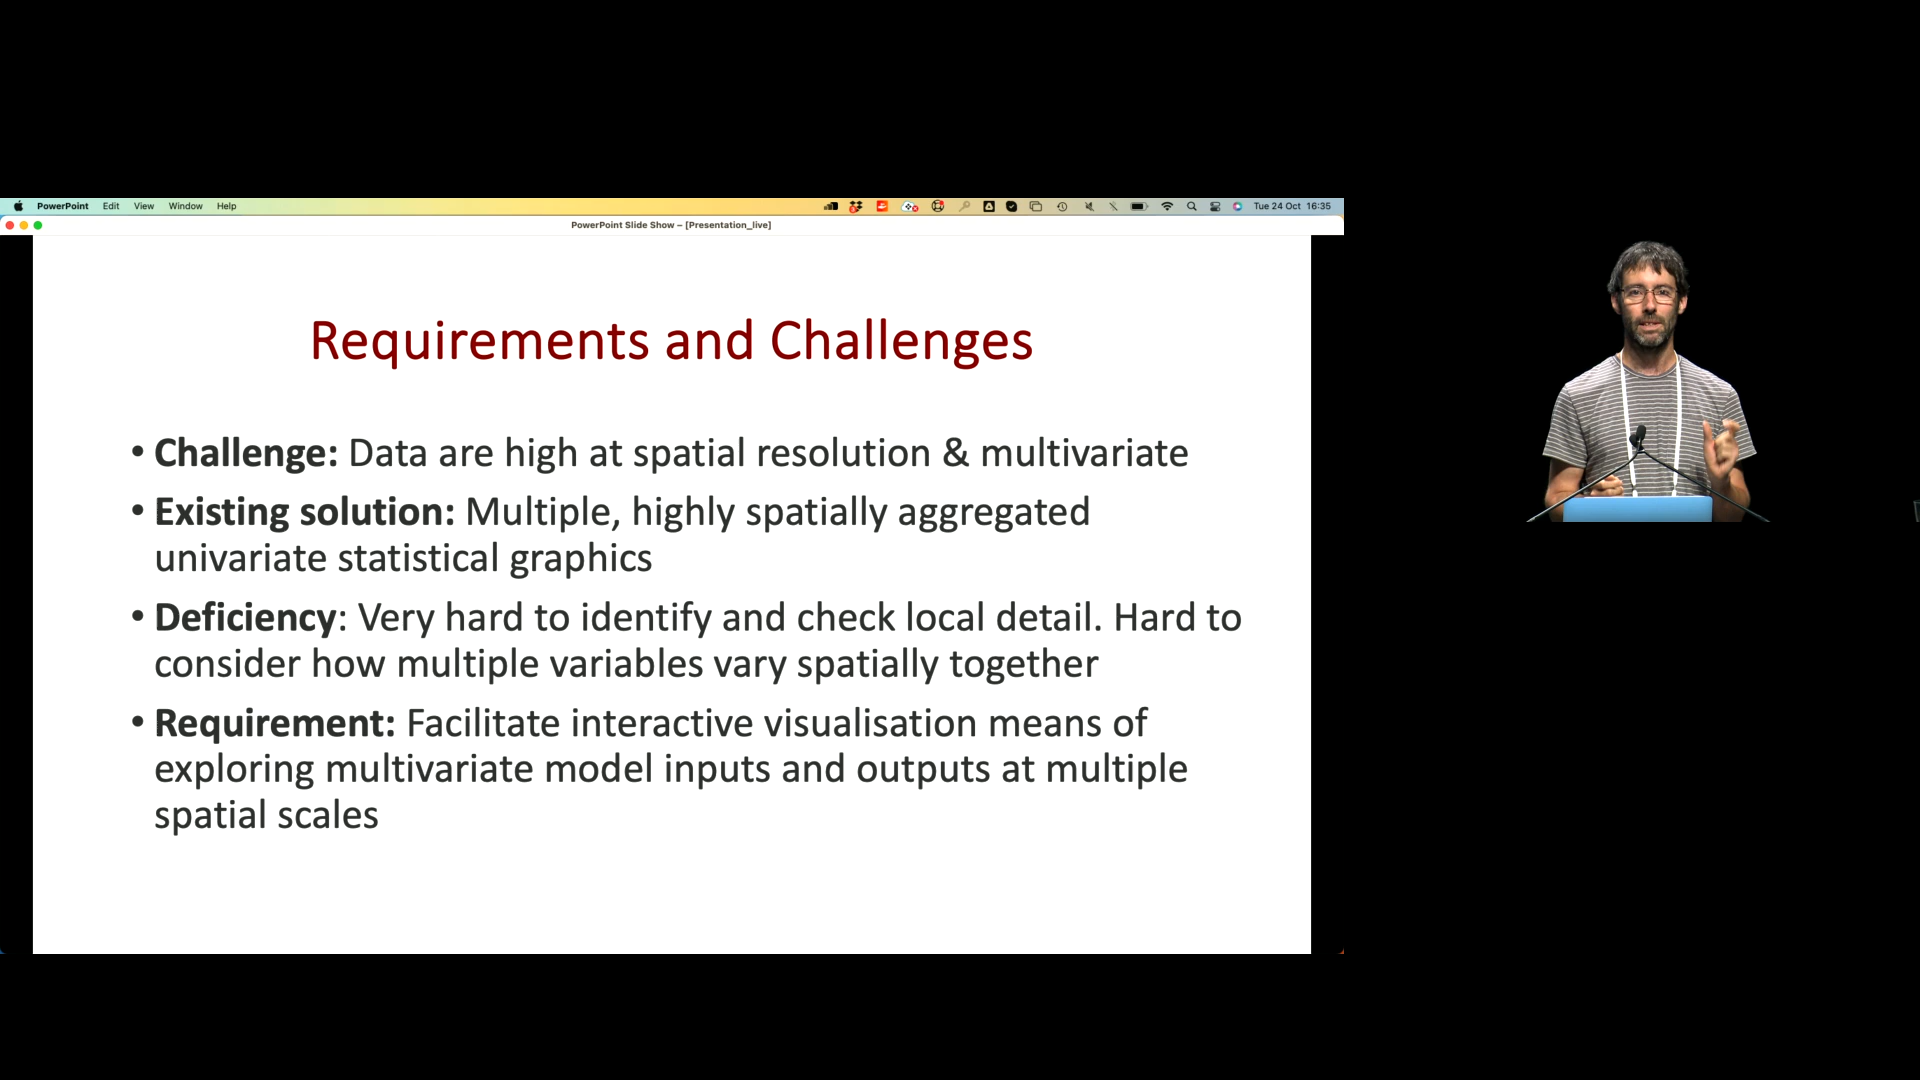 PowerPoint Edit View Window Help Tue 24 Oct 16:35
PowerPoint Slide Show – [Presentation_live]
Requirements and Challenges
• Challenge: Data are high at spatial resolution & multivariate
• Existing solution: Multiple, highly spatially aggregated
univariate statistical graphics
• Deficiency: Very hard to identify and check local detail. Hard to
consider how multiple variables vary spatially together
• Requirement: Facilitate interactive visualisation means of
exploring multivariate model inputs and outputs at multiple
spatial scales